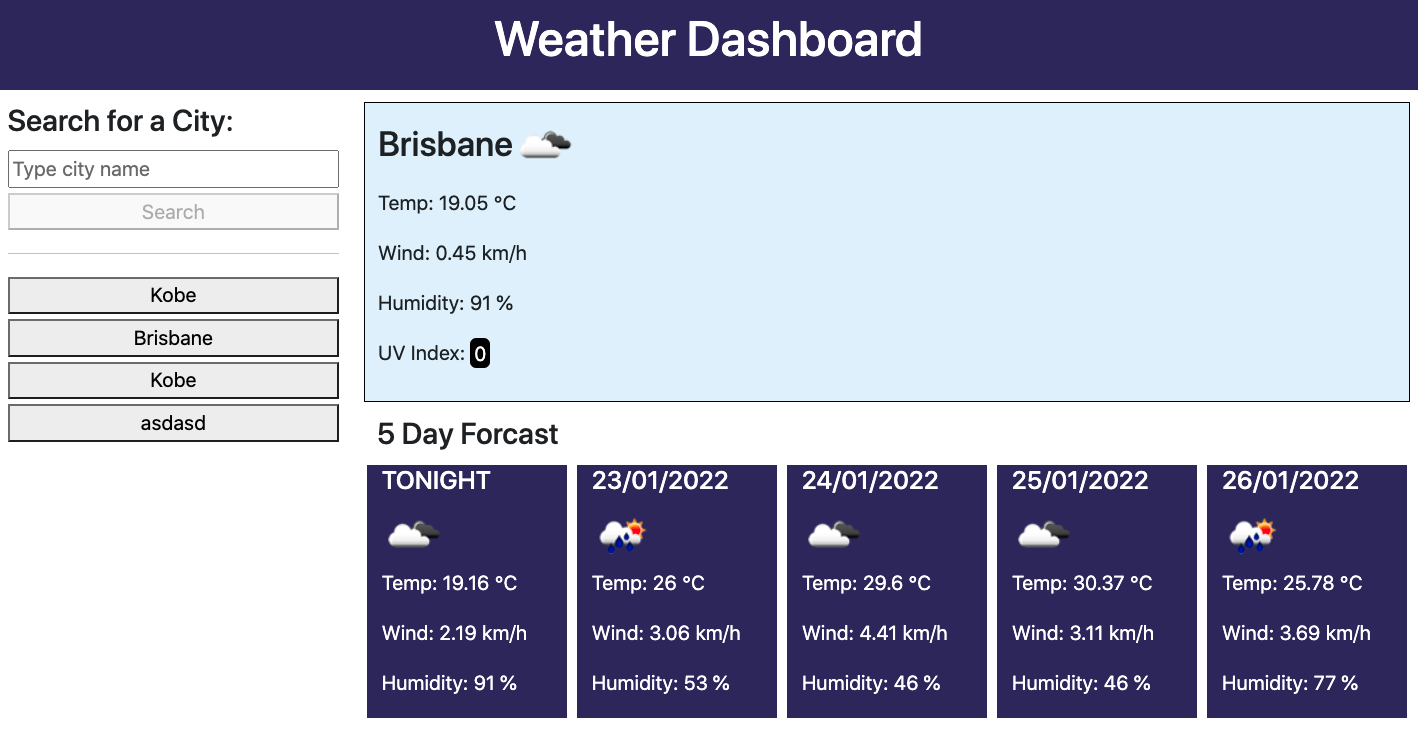 Weather Dashboard
Search for a City:
Type city name
Search
Kobe
Brisbane
Kobe
asdasd
Brisbane
Temp: 19.05 °C
Wind: 0.45 km/h
Humidity: 91 %
UV Index: 0
5 Day Forcast
TONIGHT
Temp: 19.16 °C
Wind: 2.19 km/h
Humidity: 91 %
23/01/2022
Temp: 26 °C
Wind: 3.06 km/h
Humidity: 53 %
24/01/2022
Temp: 29.6 °C
Wind: 4.41 km/h
Humidity: 46 %
25/01/2022
Temp: 30.37 °C
Wind: 3.11 km/h
Humidity: 46 %
26/01/2022
Temp: 25.78 °C
Wind: 3.69 km/h
Humidity: 77 %